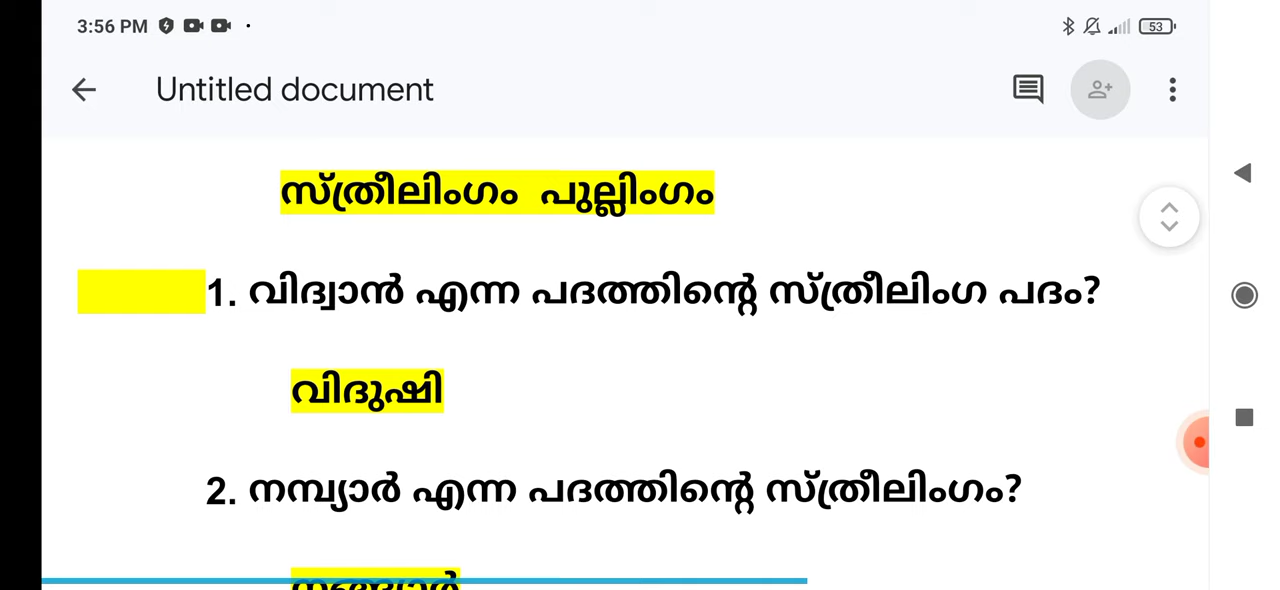 3:56 PM
53
Untitled document
സ്ത്രീലിംഗം പുല്ലിംഗം
1. വിദ്വാൻ എന്ന പദത്തിന്റെ സ്ത്രീലിംഗ പദം?
വിദുഷി
2. നമ്പ്യാർ എന്ന പദത്തിന്റെ സ്ത്രീലിംഗം?